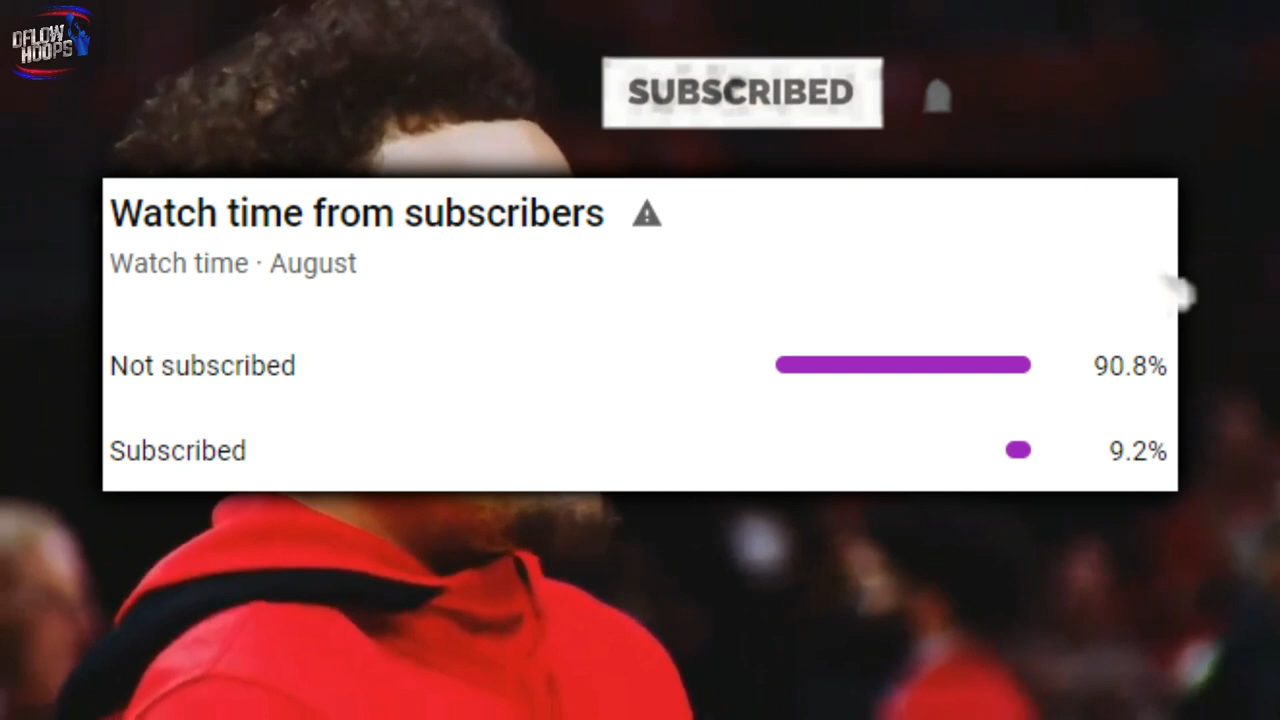 DFLOW
HOOPS
SUBSCRIBED
Watch time from subscribers
Watch time · August
Not subscribed 90.8%
Subscribed 9.2%